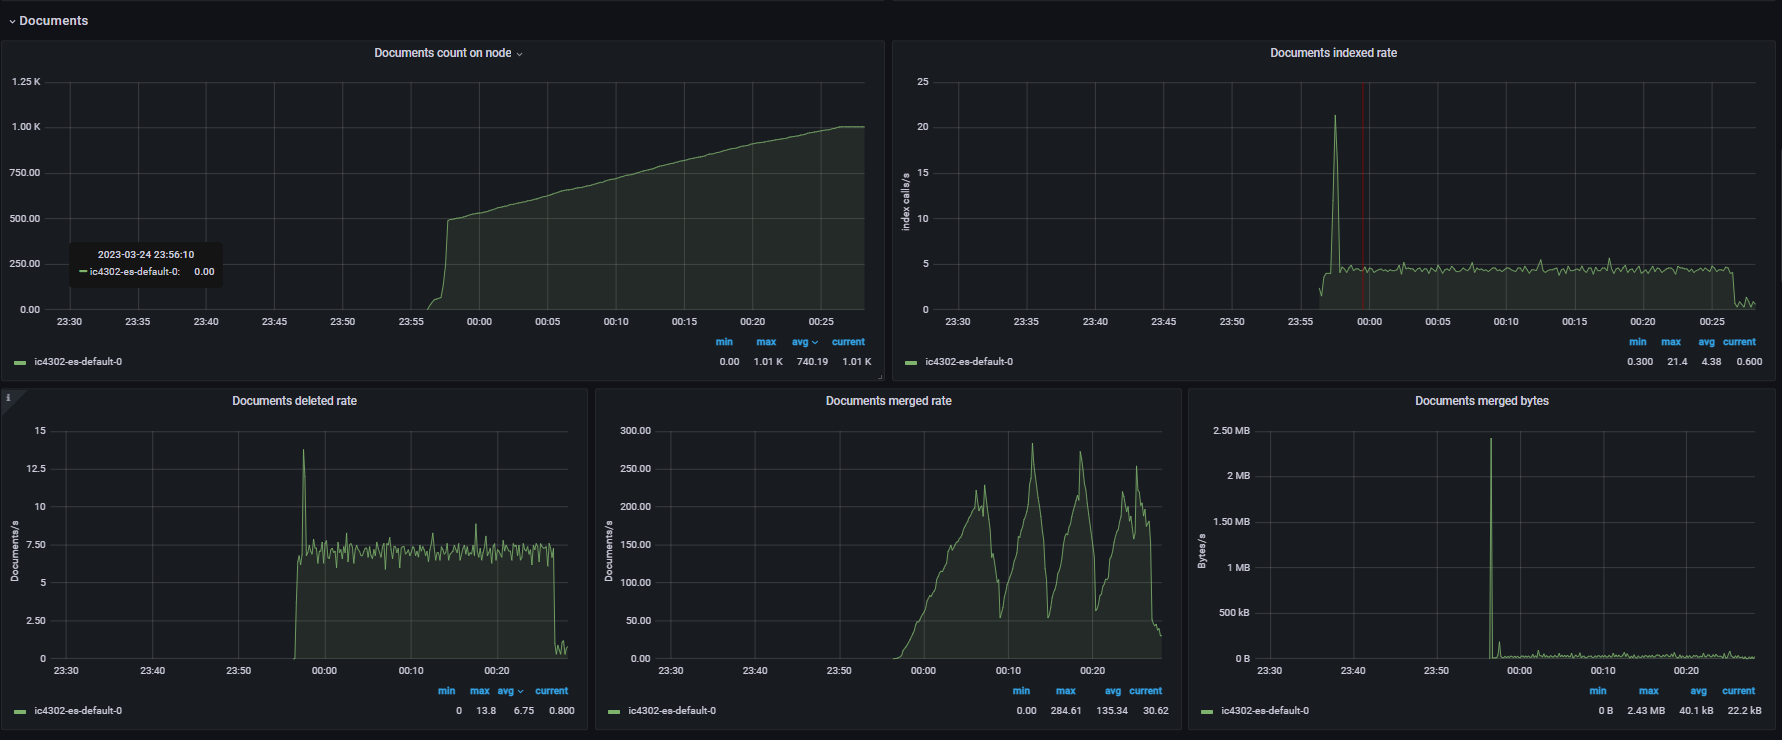 Documents
Documents count on node
1.25 K
1.00 K
750.00
500.00
250.00
0.00
2023-03-24 23:56:10
ic4302-es-default-0: 0.00
23:30 23:35 23:40 23:45 23:50 23:55 00:00 00:05 00:10 00:15 00:20 00:25
min max avg current
ic4302-es-default-0 0.00 1.01 K 740.19 1.01 K
Documents indexed rate
index calls/s
25
20
15
10
5
0
23:30 23:35 23:40 23:45 23:50 23:55 00:00 00:05 00:10 00:15 00:20 00:25
min max avg current
ic4302-es-default-0 0.300 21.4 4.38 0.600
i
Documents deleted rate
Documents/s
15
12.5
10
7.50
5
2.50
0
23:30 23:40 23:50 00:00 00:10 00:20
min max avg current
ic4302-es-default-0 0 13.8 6.75 0.800
Documents merged rate
Documents/s
300.00
250.00
200.00
150.00
100.00
50.00
0.00
23:30 23:40 23:50 00:00 00:10 00:20
min max avg current
ic4302-es-default-0 0.00 284.61 135.34 30.62
Documents merged bytes
Bytes/s
2.50 MB
2 MB
1.50 MB
1 MB
500 kB
0 B
23:30 23:40 23:50 00:00 00:10 00:20
min max avg current
ic4302-es-default-0 0 B 2.43 MB 40.1 kB 22.2 kB